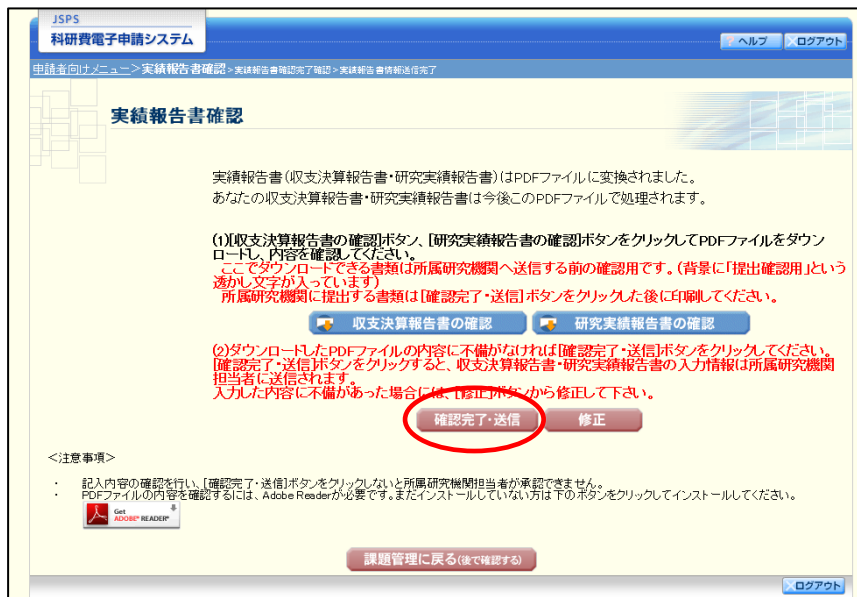 JSPS
科研費電子申請システム
ヘルプ
ログアウト
申請者向けメニュー>実績報告書確認>実績報告書確認完了確認>実績報告書情報送信完了
実績報告書確認
実績報告書(収支決算報告書・研究実績報告書)はPDFファイルに変換されました。
あなたの収支決算報告書・研究実績報告書は今後このPDFファイルで処理されます。
(1)[収支決算報告書の確認]ボタン、[研究実績報告書の確認]ボタンをクリックしてPDFファイルをダウン
ロードし、内容を確認してください。
ここでダウンロードできる書類は所属研究機関へ送信する前の確認用です。(背景に「提出確認用」という
透かし文字が入っています)
所属研究機関に提出する書類は[確認完了・送信]ボタンをクリックした後に印刷してください。
収支決算報告書の確認
研究実績報告書の確認
(2)ダウンロードしたPDFファイルの内容に不備がなければ[確認完了・送信]ボタンをクリックしてください。
[確認完了・送信]ボタンをクリックすると、収支決算報告書・研究実績報告書の入力情報は所属研究機関
担当者に送信されます。
入力した内容に不備があった場合には、[修正]ボタンから修正して下さい。
確認完了・送信
修正
<注意事項>
・ 記入内容の確認を行い、[確認完了・送信]ボタンをクリックしないと所属研究機関担当者が承認できません。
・ PDFファイルの内容を確認するには、Adobe Readerが必要です。まだインストールしていない方は下のボタンをクリックしてインストールしてください。
Get
ADOBE® READER®
課題管理に戻る(後で確認する)
ログアウト